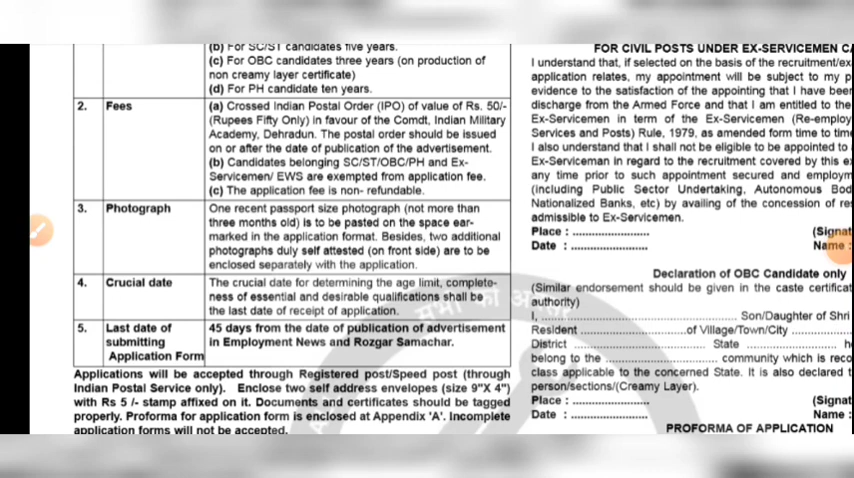 (b) For SC/ST candidates five years.
(c) For OBC candidates three years (on production of
non creamy layer certificate)
(d) For PH candidate ten years.
2. Fees (a) Crossed Indian Postal Order (IPO) of value of Rs. 50/-
(Rupees Fifty Only) in favour of the Comdt, Indian Military
Academy, Dehradun. The postal order should be issued
on or after the date of publication of the advertisement.
(b) Candidates belonging SC/ST/OBC/PH and Ex-
Servicemen/ EWS are exempted from application fee.
(c) The application fee is non- refundable.
3. Photograph One recent passport size photograph (not more than
three months old) is to be pasted on the space ear-
marked in the application format. Besides, two additional
photographs duly self attested (on front side) are to be
enclosed separately with the application.
4. Crucial date The crucial date for determining the age limit, complete-
ness of essential and desirable qualifications shall be
the last date of receipt of application.
5. Last date of 45 days from the date of publication of advertisement
submitting in Employment News and Rozgar Samachar.
Application Form
Applications will be accepted through Registered post/Speed post (through
Indian Postal Service only). Enclose two self address envelopes (size 9"X 4")
with Rs 5 /- stamp affixed on it. Documents and certificates should be tagged
properly. Proforma for application form is enclosed at Appendix 'A'. Incomplete
application forms will not be accepted.
FOR CIVIL POSTS UNDER EX-SERVICEMEN
I understand that, if selected on the basis of the recruitment/ex
application relates, my appointment will be subject to my p
evidence to the satisfaction of the appointing that I have been
discharge from the Armed Force and that I am entitled to the
Ex-Servicemen in term of the Ex-Servicemen (Re-employ
Services and Posts) Rule, 1979, as amended form time to time
I also understand that I shall not be eligible to be appointed to
Ex-Serviceman in regard to the recruitment covered by this e
any time prior to such appointment secured and employm
(including Public Sector Undertaking, Autonomous Bod
Nationalized Banks, etc) by availing of the concession of res
admissible to Ex-Servicemen.
Place : ........................ (Signat
Date : ........................ Name :
Declaration of OBC Candidate only
(Similar endorsement should be given in the caste certificat
authority)
I, ........................ Son/Daughter of Shri
Resident ........................of Village/Town/City ..............
District ........................ State ........................ h
belong to the ........................ community which is reco
class applicable to the concerned State. It is also declared t
person/sections/(Creamy Layer).
Place : ........................ (Signat
Date : ........................ Name :
PROFORMA OF APPLICATION